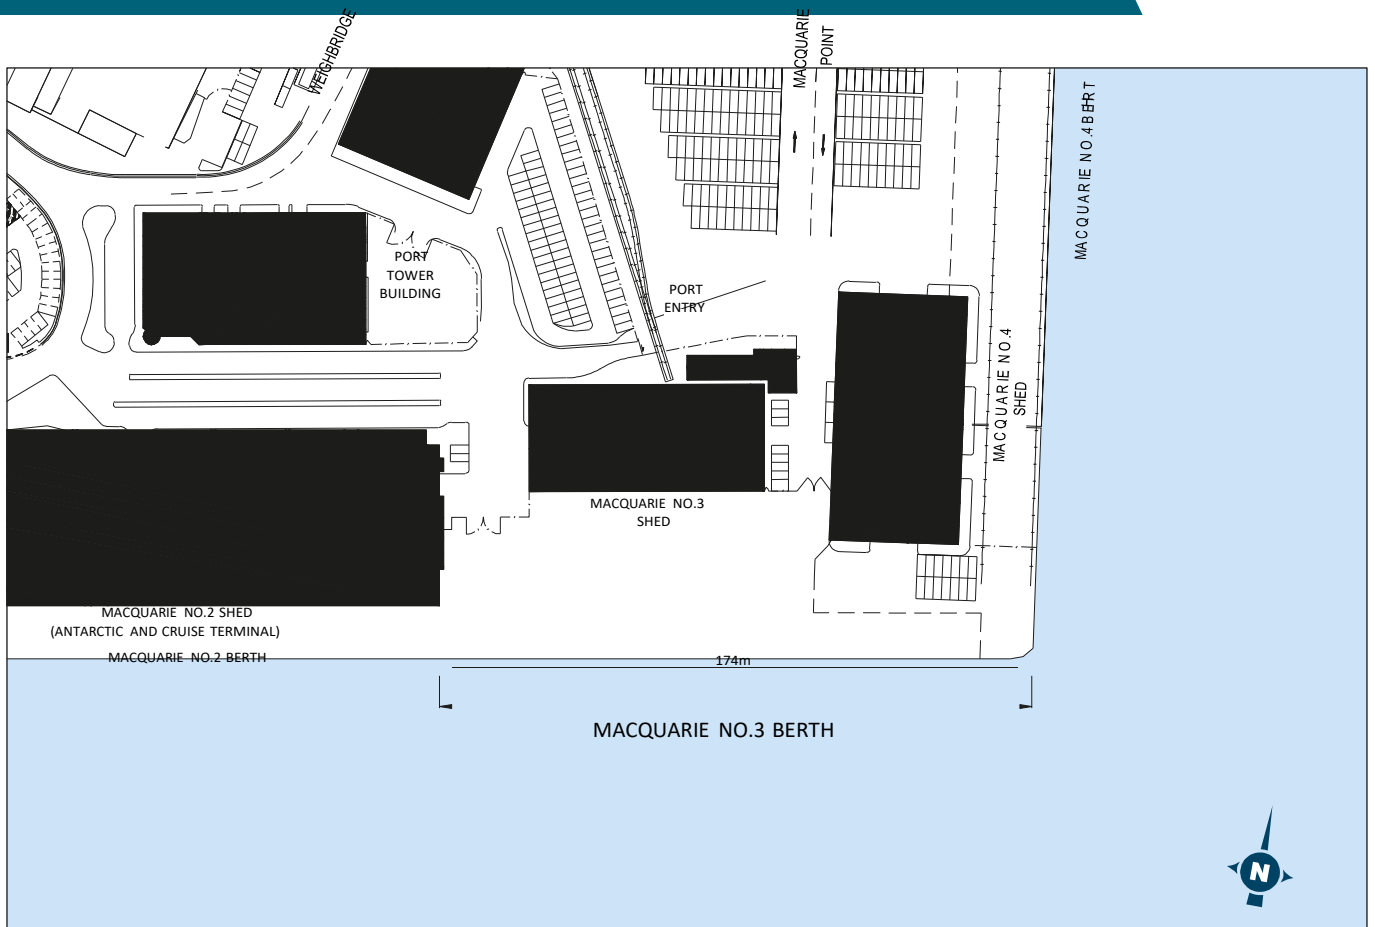 WEIGHBRIDGE
MACQUARIE
POINT
MACQUARIE NO.4 BERT
H
PORT
TOWER
BUILDING
PORT
ENTRY
MACQUARIE NO.4
SHED
MACQUARIE NO.3
SHED
MACQUARIE NO.2 SHED
(ANTARCTIC AND CRUISE TERMINAL)
MACQUARIE NO.2 BERTH
174m
MACQUARIE NO.3 BERTH
N